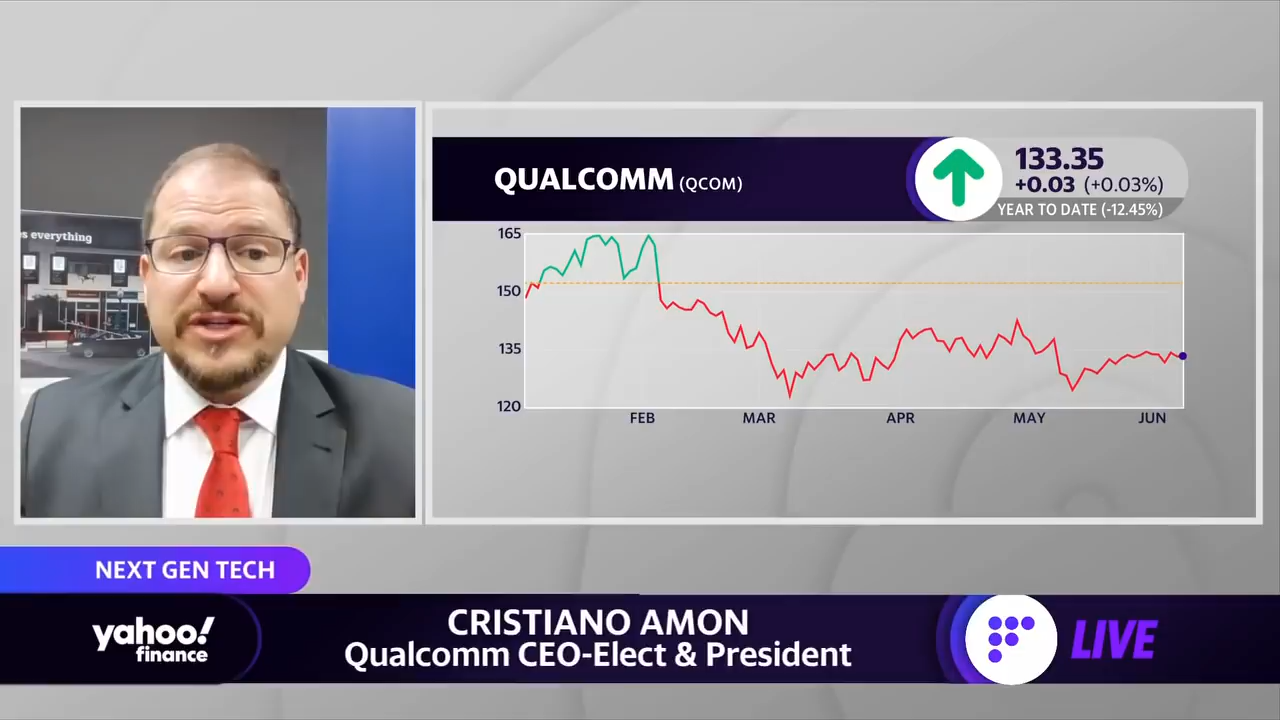 s everything
QUALCOMM (QCOM)
133.35
+0.03 (+0.03%)
YEAR TO DATE (-12.45%)
165
150
135
120
FEB MAR APR MAY JUN
NEXT GEN TECH
yahoo!
finance
CRISTIANO AMON
Qualcomm CEO-Elect & President
LIVE